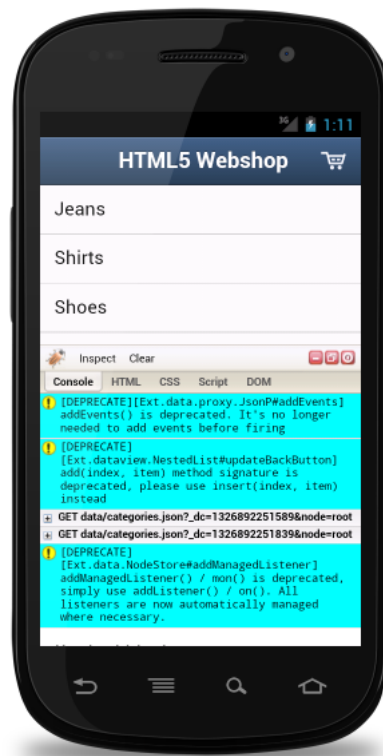 3G 1:11
HTML5 Webshop
Jeans
Shirts
Shoes
Inspect Clear
Console HTML CSS Script DOM
[DEPRECATE][Ext.data.proxy.JsonP#addEvents]
addEvents() is deprecated. It's no longer
needed to add events before firing
[DEPRECATE]
[Ext.dataview.NestedList#updateBackButton]
add(index, item) method signature is
deprecated, please use insert(index, item)
instead
GET data/categories.json?_dc=1326892251589&node=root
GET data/categories.json?_dc=1326892251839&node=root
[DEPRECATE]
[Ext.data.NodeStore#addManagedListener]
addManagedListener() / mon() is deprecated,
simply use addListener() / on(). All
listeners are now automatically managed
where necessary.